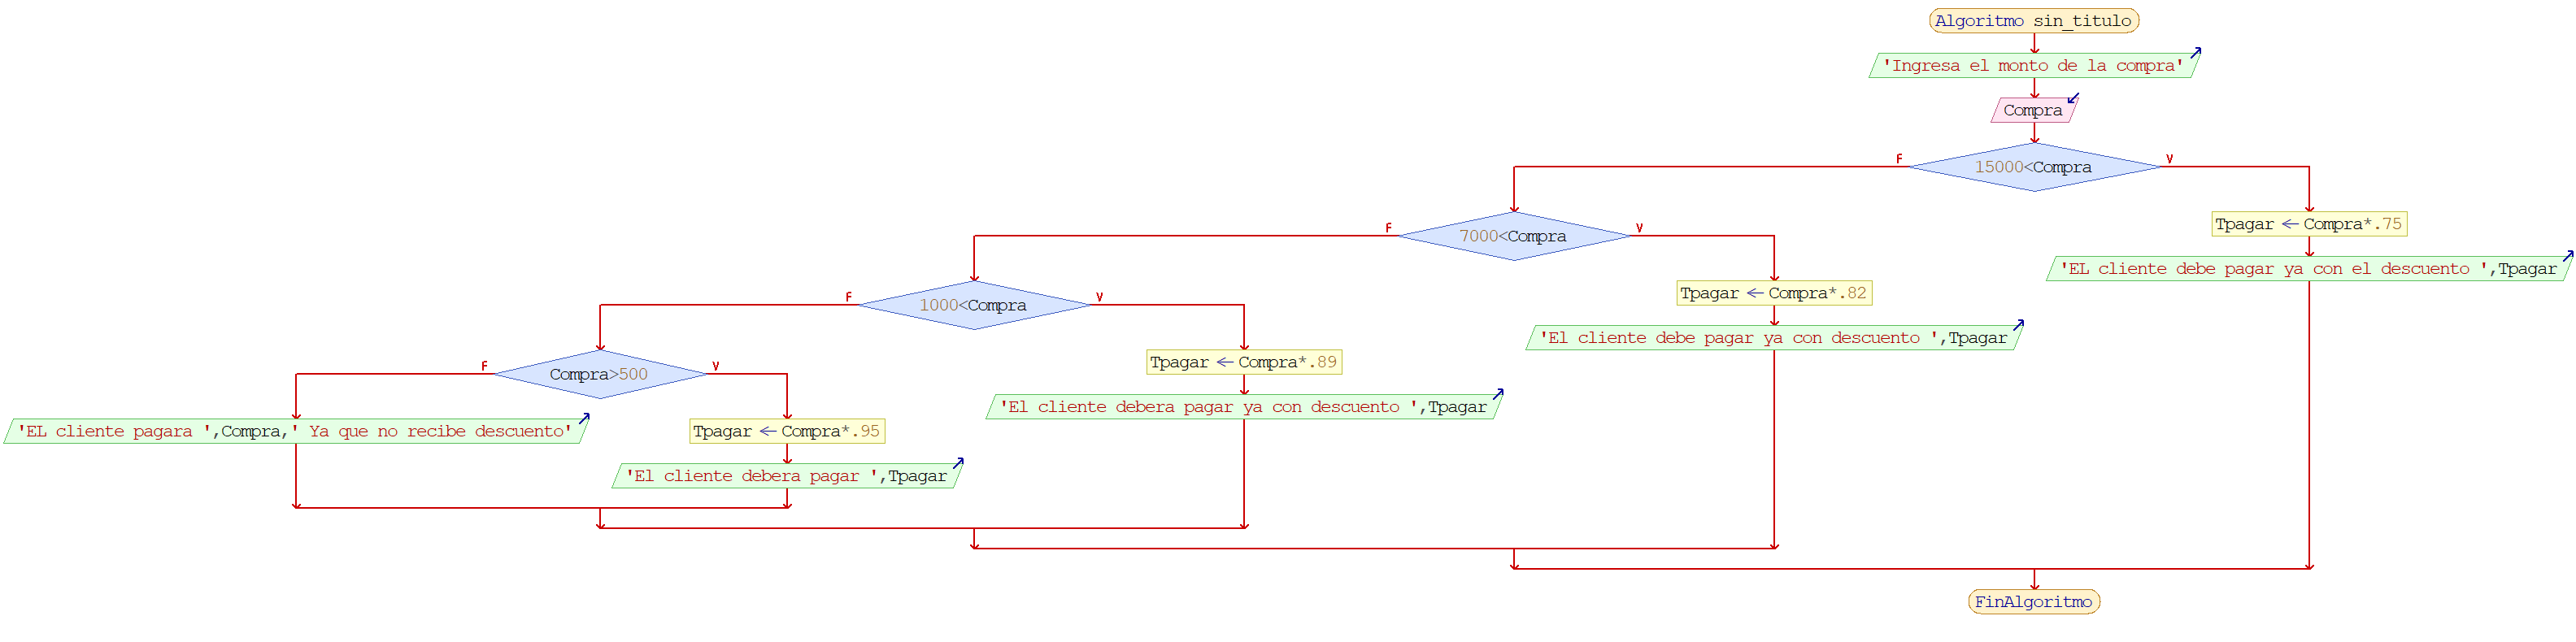 Algoritmo sin_titulo
'Ingresa el monto de la compra'
Compra
F
15000<Compra
V
F
7000<Compra
V
Tpagar ← Compra*.75
'EL cliente debe pagar ya con el descuento ',Tpagar
F
1000<Compra
V
Tpagar ← Compra*.82
'El cliente debe pagar ya con descuento ',Tpagar
F
Compra>500
V
Tpagar ← Compra*.89
'El cliente debera pagar ya con descuento ',Tpagar
'EL cliente pagara ',Compra,' Ya que no recibe descuento'
Tpagar ← Compra*.95
'El cliente debera pagar ',Tpagar
FinAlgoritmo